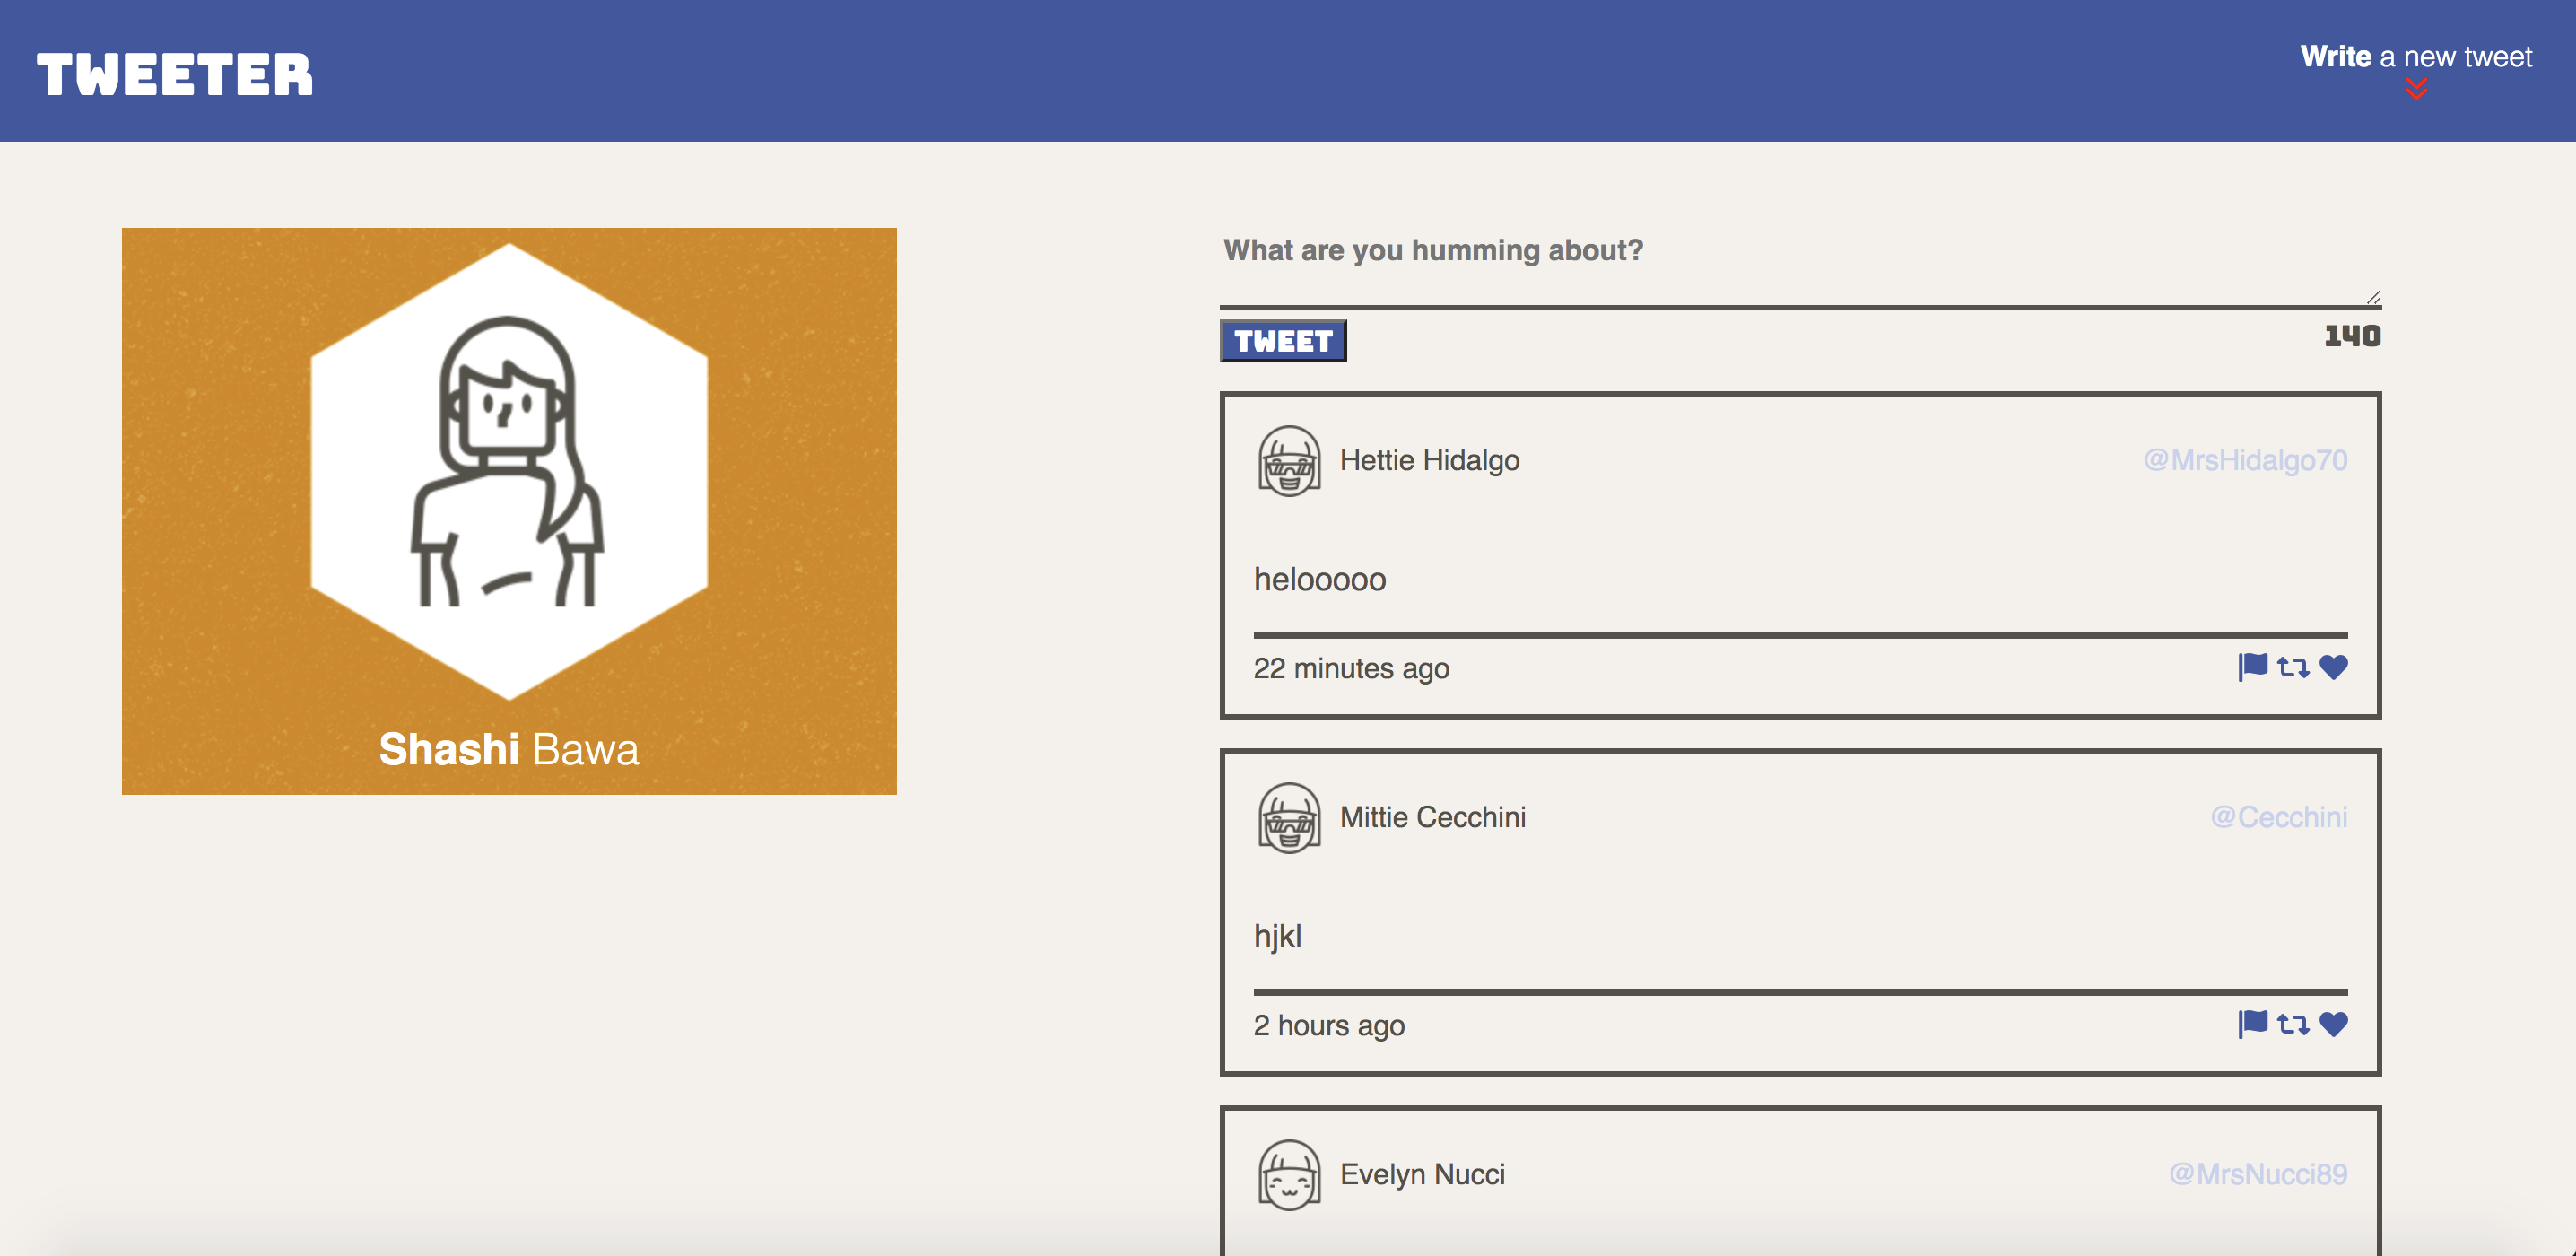 TWEETER
Write a new tweet
Shashi Bawa
What are you humming about?
TWEET
140
Hettie Hidalgo
@MrsHidalgo70
helooooo
22 minutes ago
Mittie Cecchini
@Cecchini
hjkl
2 hours ago
Evelyn Nucci
@MrsNucci89